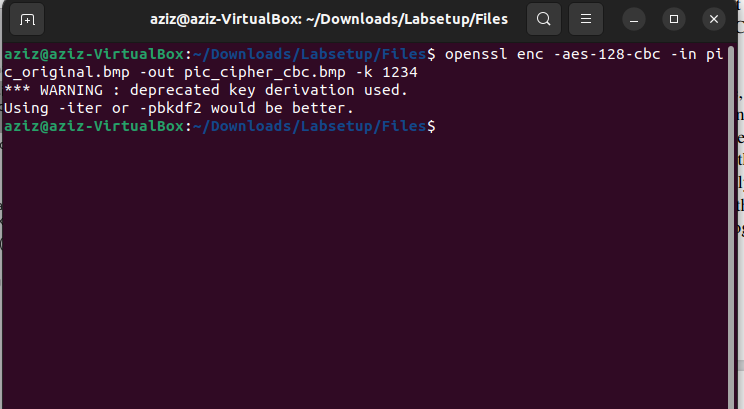 aziz@aziz-VirtualBox: ~/Downloads/Labsetup/Files
aziz@aziz-VirtualBox:~/Downloads/Labsetup/Files$ openssl enc -aes-128-cbc -in pi
c_original.bmp -out pic_cipher_cbc.bmp -k 1234
*** WARNING : deprecated key derivation used.
Using -iter or -pbkdf2 would be better.
aziz@aziz-VirtualBox:~/Downloads/Labsetup/Files$